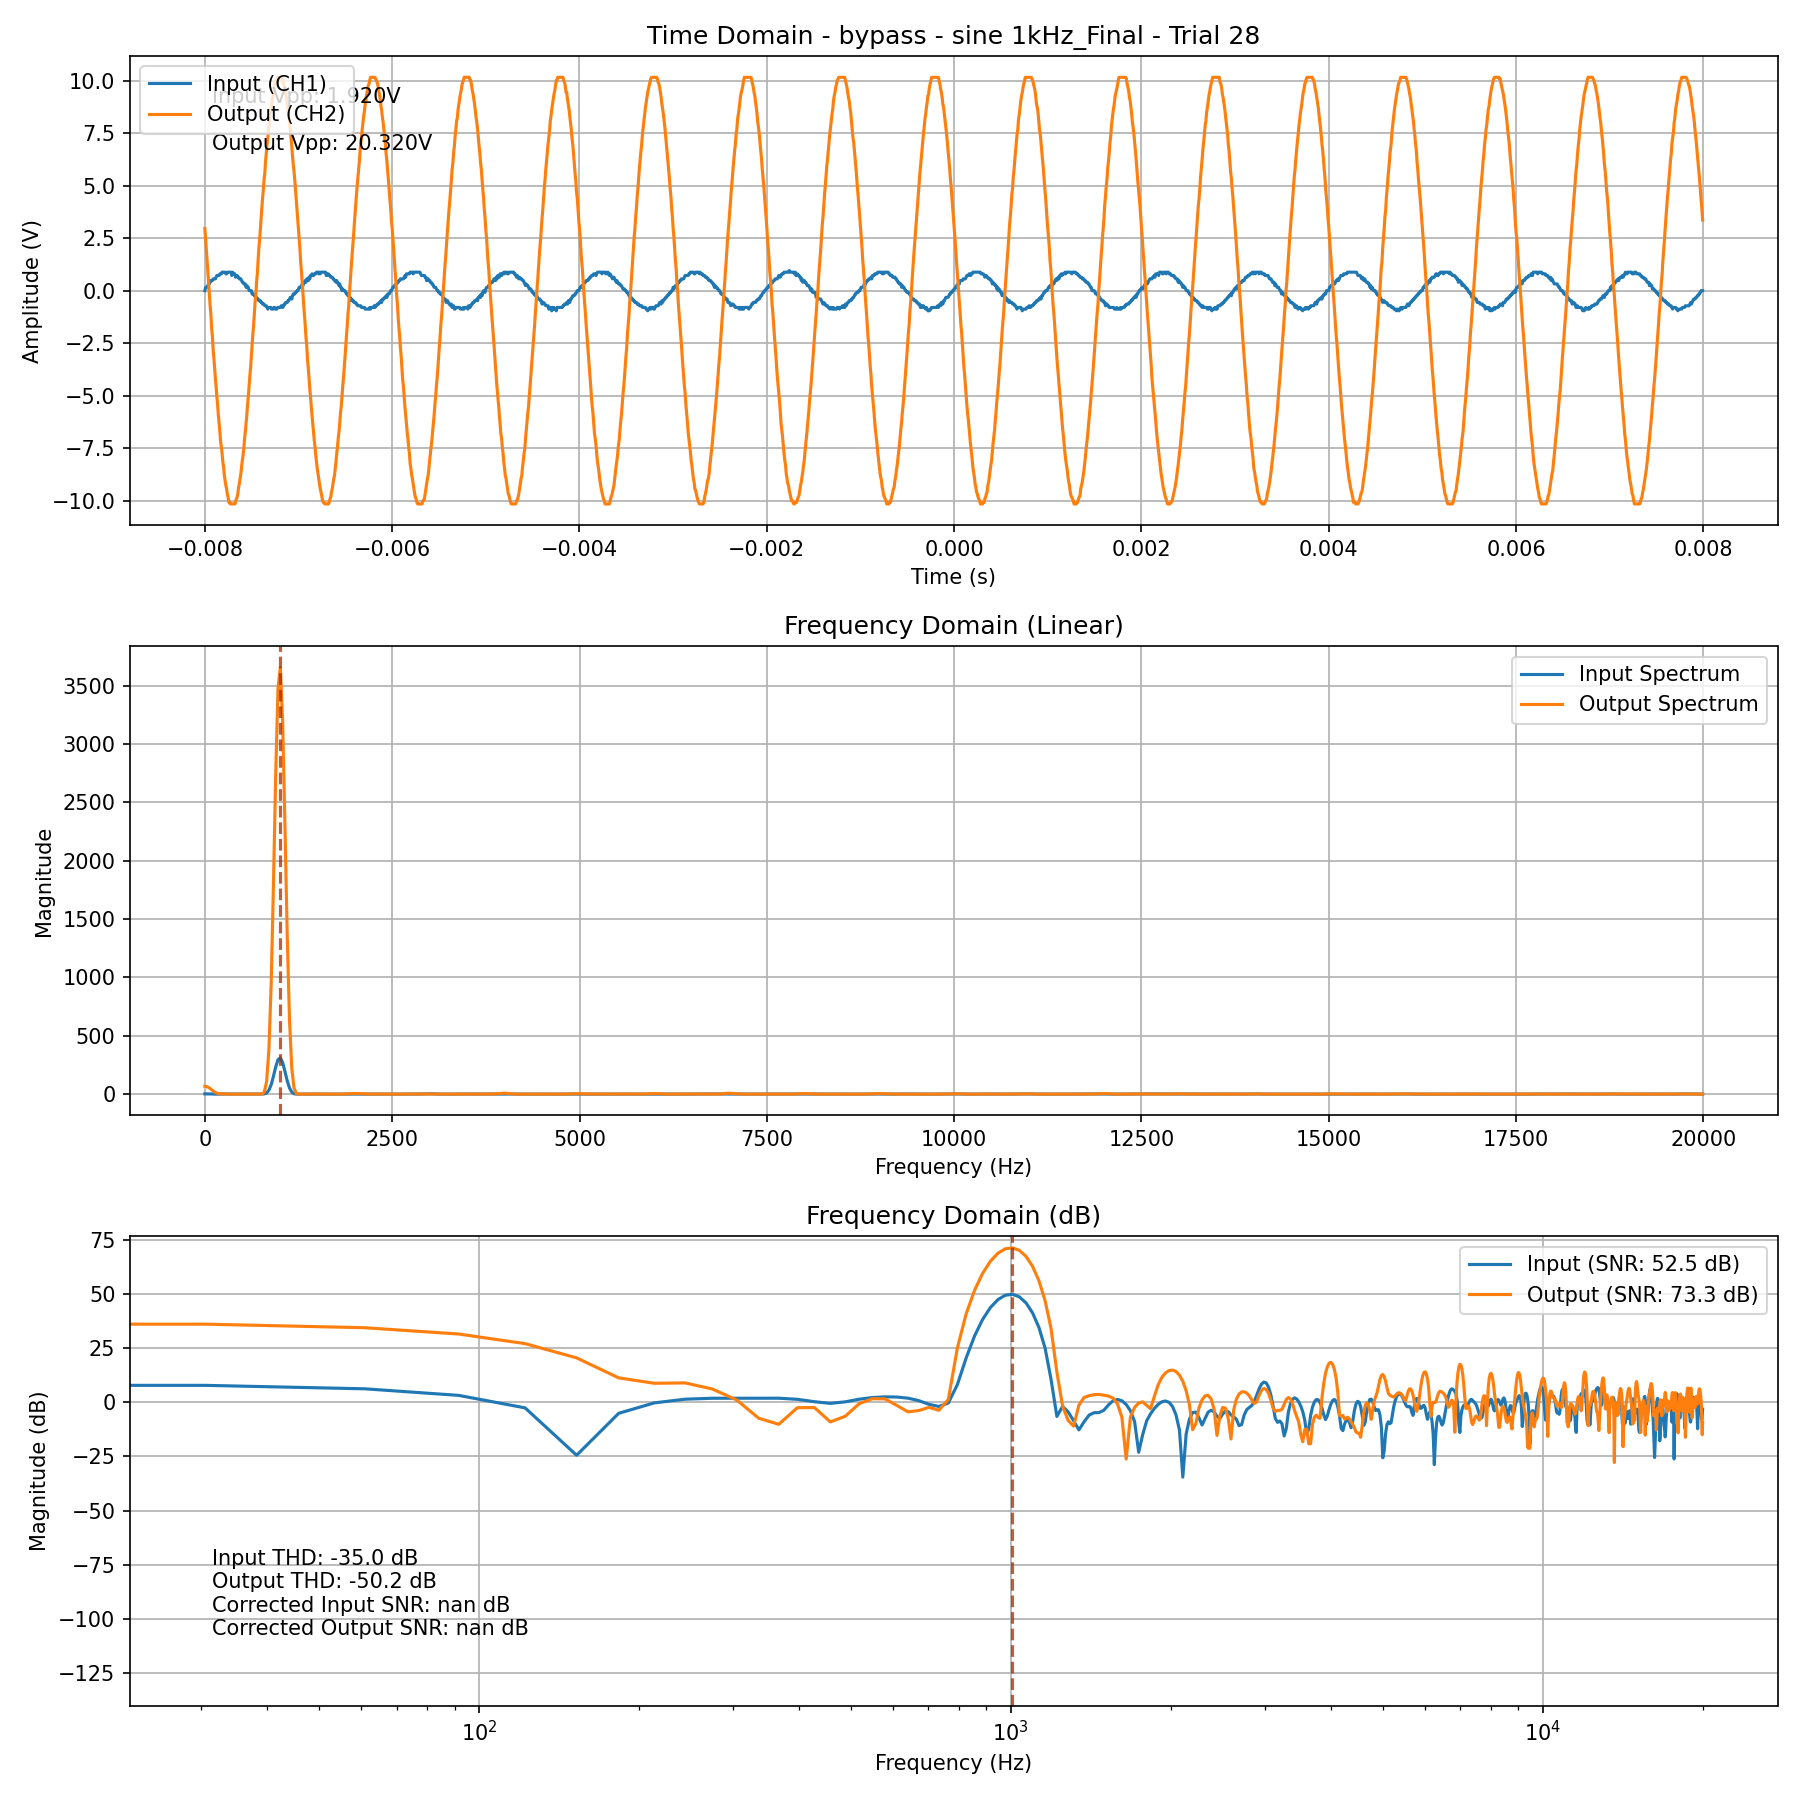 Time Domain - bypass - sine 1kHz_Final - Trial 28
Input (CH1)
Output (CH2)
Input Vpp: 1.920V
Output Vpp: 20.320V
10.0
7.5
5.0
2.5
0.0
−2.5
−5.0
−7.5
−10.0
Amplitude (V)
−0.008
−0.006
−0.004
−0.002
0.000
0.002
0.004
0.006
0.008
Time (s)
Frequency Domain (Linear)
Input Spectrum
Output Spectrum
3500
3000
2500
2000
1500
1000
500
0
Magnitude
0
2500
5000
7500
10000
12500
15000
17500
20000
Frequency (Hz)
Frequency Domain (dB)
Input (SNR: 52.5 dB)
Output (SNR: 73.3 dB)
75
50
25
0
−25
−50
−75
−100
−125
Magnitude (dB)
Input THD: -35.0 dB
Output THD: -50.2 dB
Corrected Input SNR: nan dB
Corrected Output SNR: nan dB
10²
10³
10⁴
Frequency (Hz)